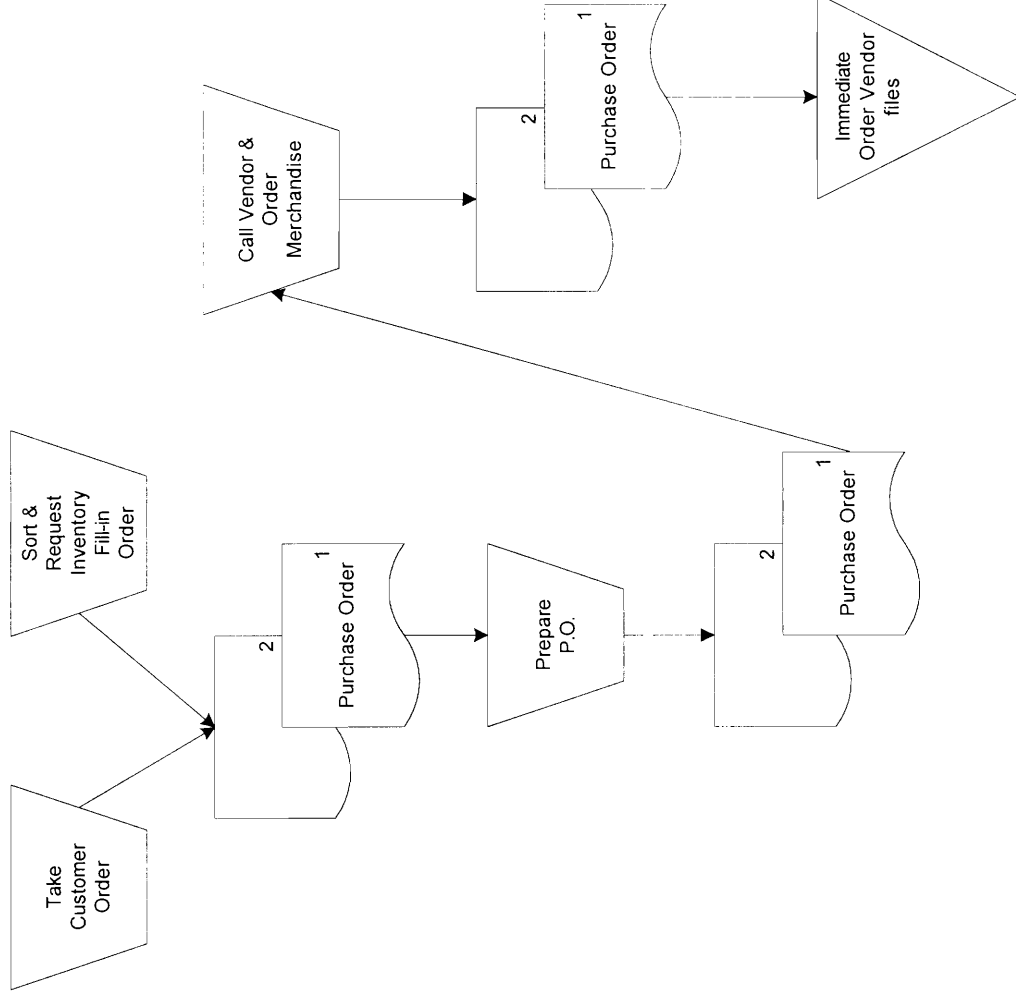 Take
Customer
Order
Sort &
Request
Inventory
Fill-in
Order
2
1
Purchase Order
Prepare
P.O.
2
1
Purchase Order
Call Vendor &
Order
Merchandise
2
1
Purchase Order
Immediate
Order Vendor
files